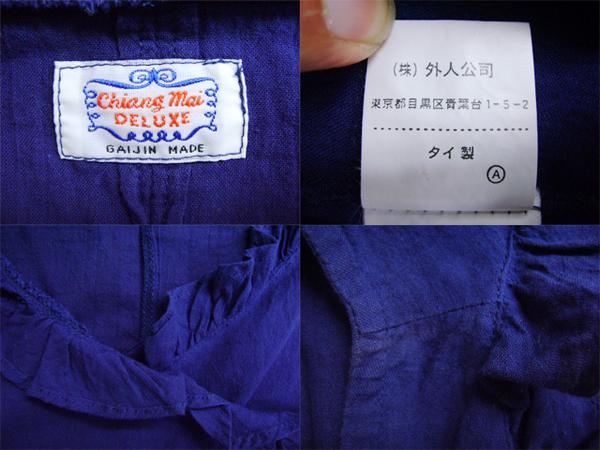 Chiang Mai
DELUXE
GAIJIN MADE
(株)外人公司
東京都目黒区青葉台1-5-2
タイ製
Ⓐ